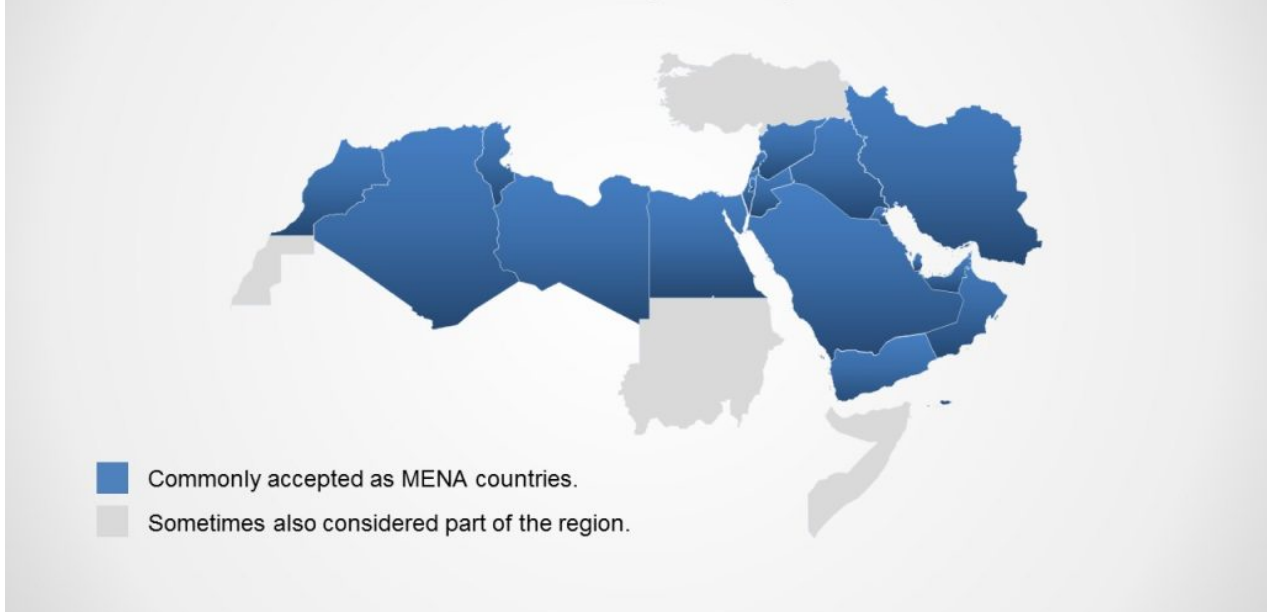 Commonly accepted as MENA countries.
Sometimes also considered part of the region.